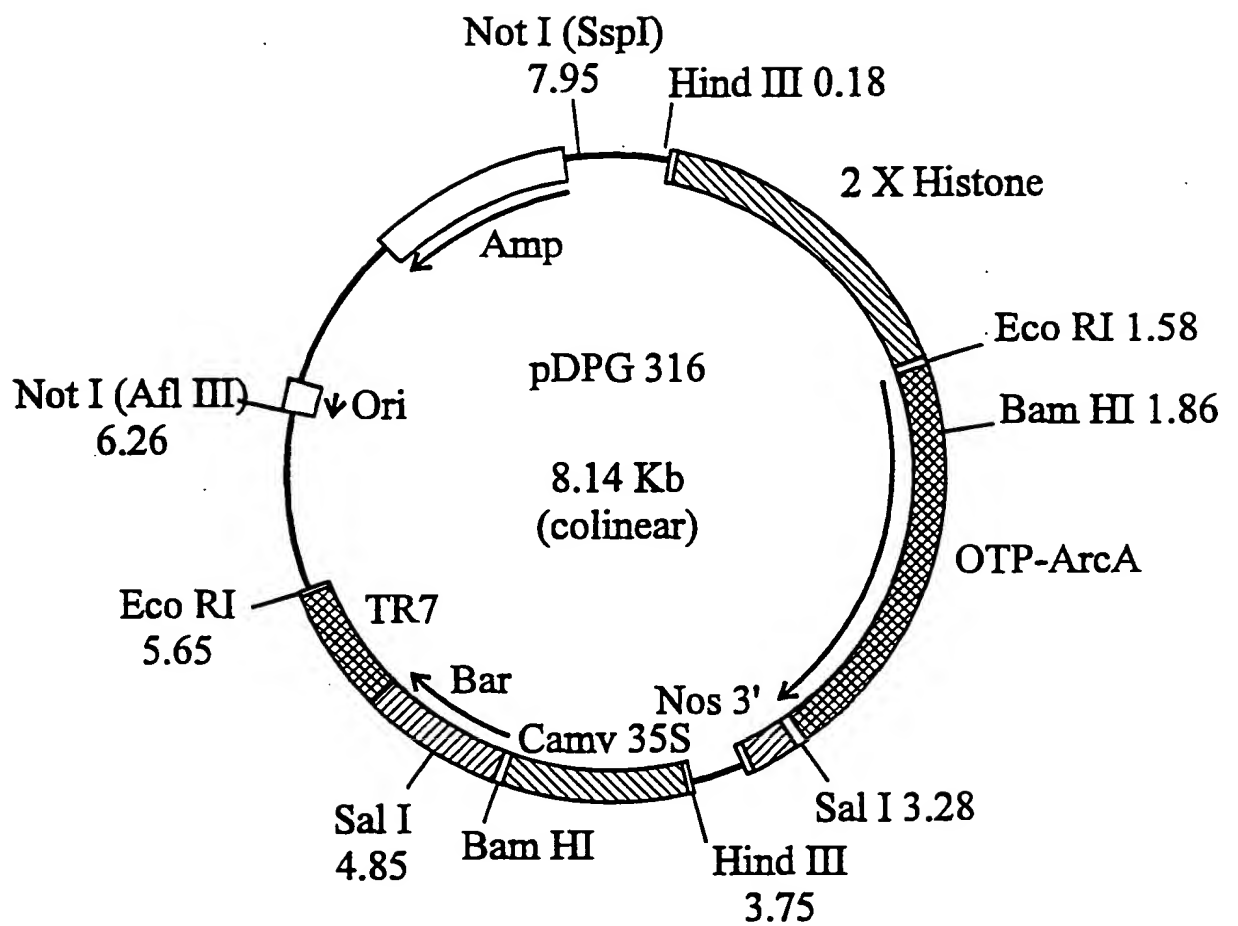 Not I (SspI)
7.95
Hind III 0.18
2 X Histone
Amp
Eco RI 1.58
pDPG 316
Bam HI 1.86
Not I (Afl III)
6.26
Ori
8.14 Kb
(colinear)
OTP-ArcA
Eco RI
5.65
TR7
Bar
Nos 3'
Camv 35S
Sal I
4.85
Bam HI
Sal I 3.28
Hind III
3.75